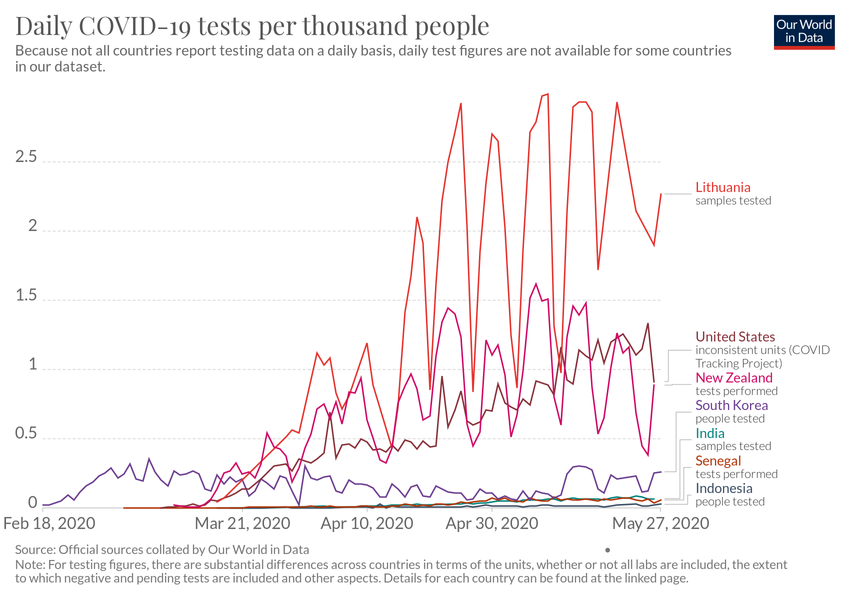 Daily COVID-19 tests per thousand people
Our World
in Data
Because not all countries report testing data on a daily basis, daily test figures are not available for some countries
in our dataset.
2.5
2
1.5
1
0.5
0
Lithuania
samples tested
United States
inconsistent units (COVID
Tracking Project)
New Zealand
tests performed
South Korea
people tested
India
samples tested
Senegal
tests performed
Indonesia
people tested
Feb 18, 2020
Mar 21, 2020
Apr 10, 2020
Apr 30, 2020
May 27, 2020
Source: Official sources collated by Our World in Data
Note: For testing figures, there are substantial differences across countries in terms of the units, whether or not all labs are included, the extent
to which negative and pending tests are included and other aspects. Details for each country can be found at the linked page.